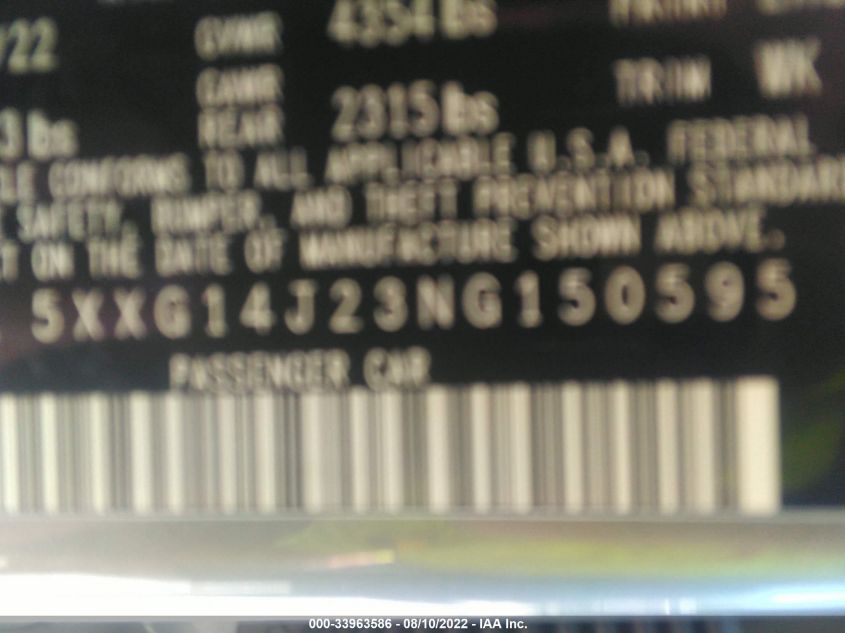 /22 GVWR 4354 lbs
GAWR REAR 2315 lbs TRIM WK
3 lbs
LE CONFORMS TO ALL APPLICABLE U.S.A. FEDERAL
SAFETY, BUMPER, AND THEFT PREVENTION STANDARD
T ON THE DATE OF MANUFACTURE SHOWN ABOVE.
5XXG14J23NG150595
PASSENGER CAR
000-33963586 - 08/10/2022 - IAA Inc.